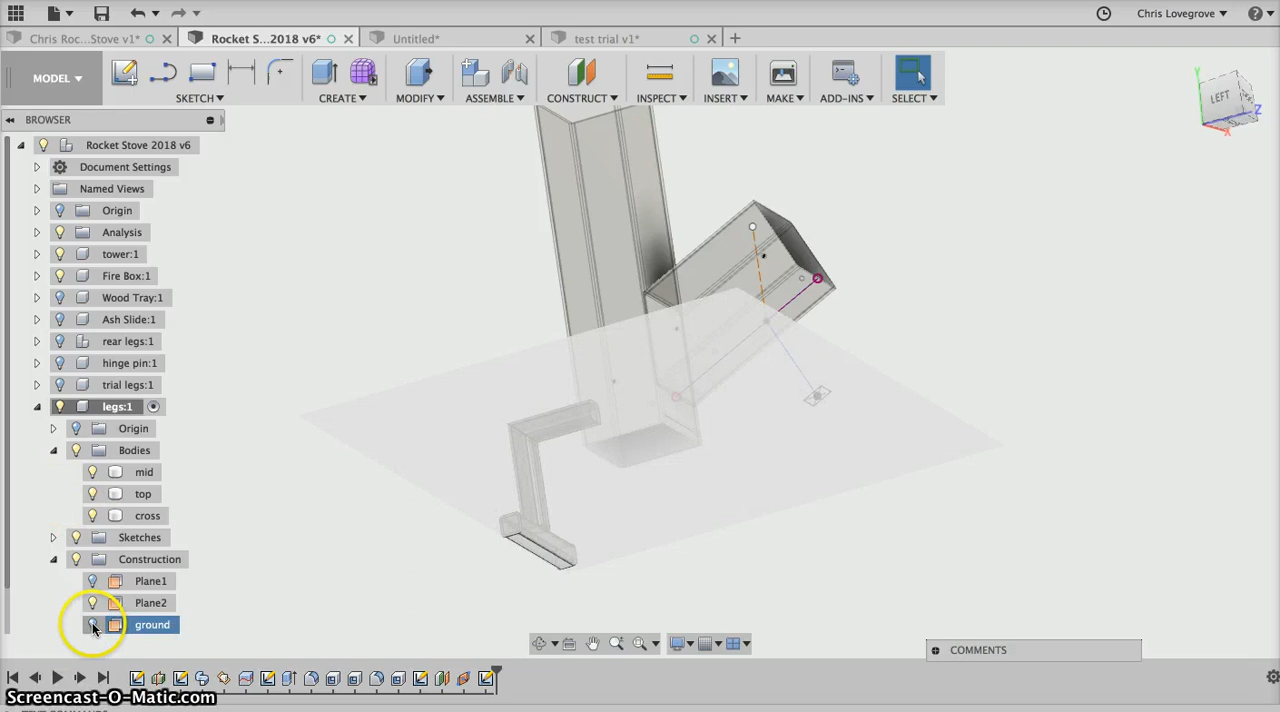 Chris Lovegrove
Chris Roc...Stove v1*
Rocket S...2018 v6*
Untitled*
test trial v1*
MODEL
SKETCH
CREATE
MODIFY
ASSEMBLE
CONSTRUCT
INSPECT
INSERT
MAKE
ADD-INS
SELECT
BROWSER
Rocket Stove 2018 v6
Document Settings
Named Views
Origin
Analysis
tower:1
Fire Box:1
Wood Tray:1
Ash Slide:1
rear legs:1
hinge pin:1
trial legs:1
legs:1
Origin
Bodies
mid
top
cross
Sketches
Construction
Plane1
Plane2
ground
Y
LEFT
Z
X
COMMENTS
Screencast-O-Matic.com